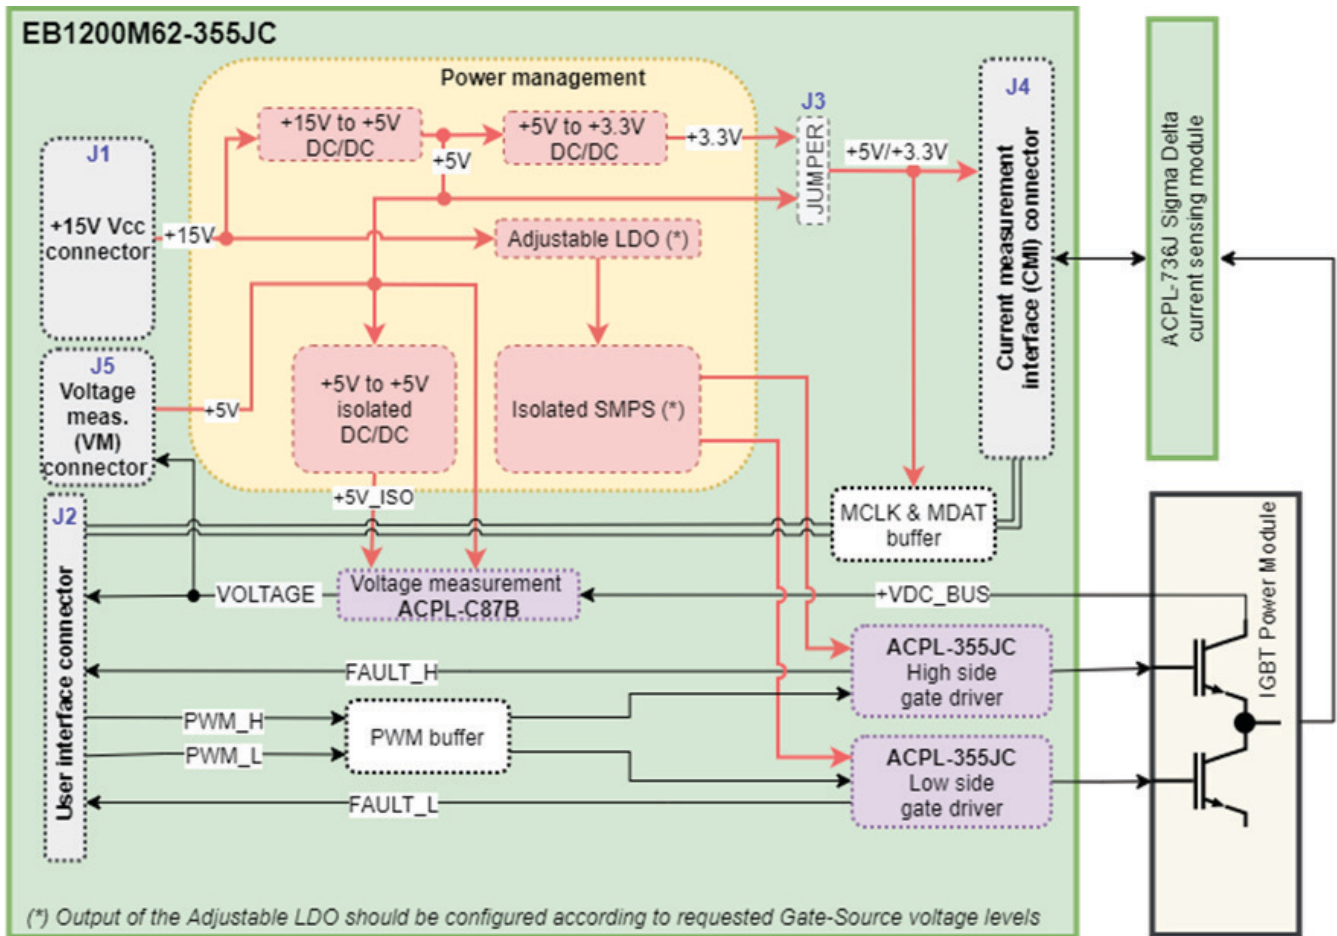 EB1200M62-355JC
Power management
J1
+15V Vcc
connector
+15V
+15V to +5V
DC/DC
+5V
+5V to +3.3V
DC/DC
+3.3V
J3
JUMPER
+5V/+3.3V
J4
Current measurement
interface (CMI) connector
ACPL-736J Sigma Delta
current sensing module
Adjustable LDO (*)
J5
Voltage
meas.
(VM)
connector
+5V
+5V to +5V
isolated
DC/DC
Isolated SMPS (*)
+5V_ISO
J2
User interface connector
MCLK & MDAT
buffer
VOLTAGE
Voltage measurement
ACPL-C87B
+VDC_BUS
IGBT Power Module
FAULT_H
ACPL-355JC
High side
gate driver
PWM_H
PWM_L
PWM buffer
ACPL-355JC
Low side
gate driver
FAULT_L
(*) Output of the Adjustable LDO should be configured according to requested Gate-Source voltage levels